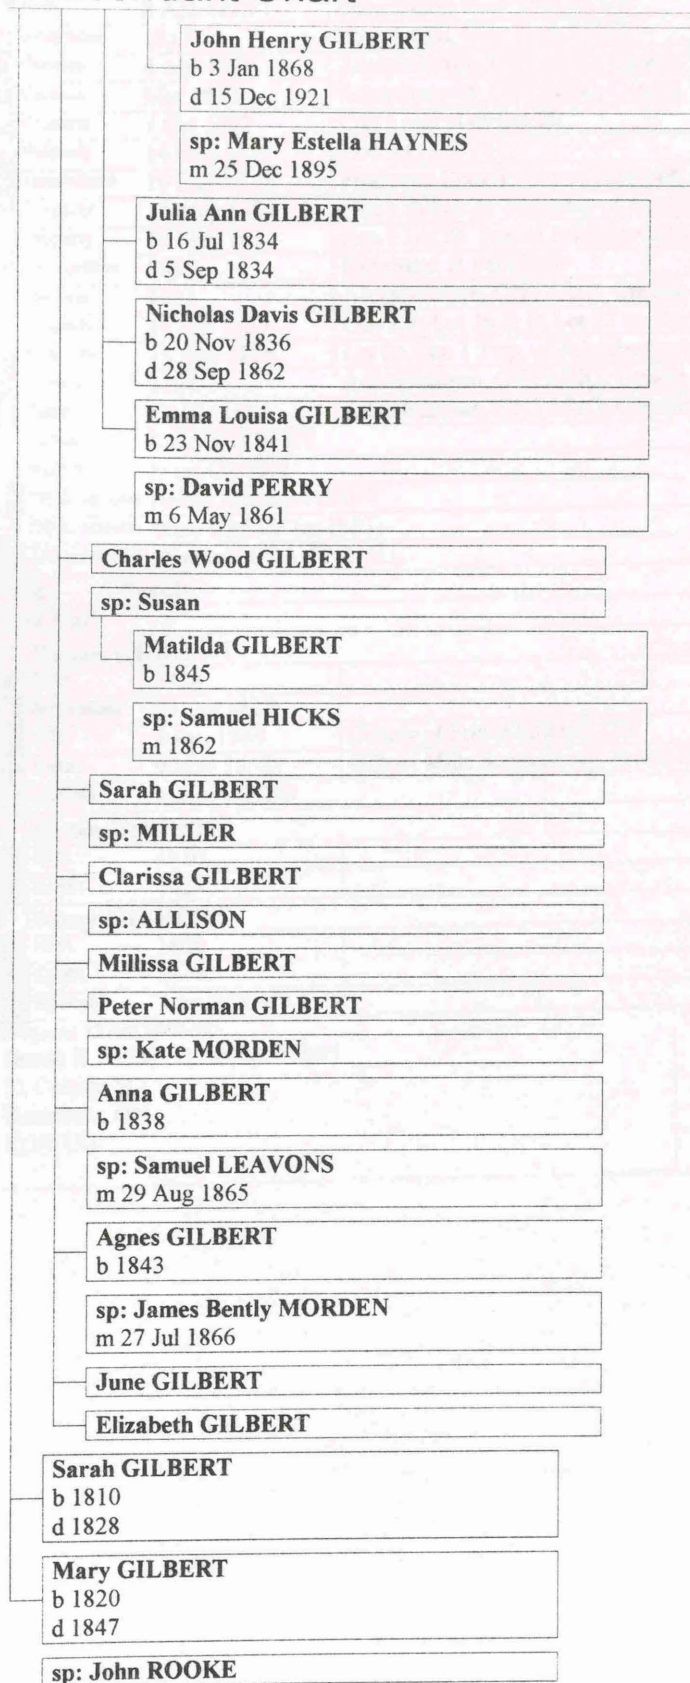 John Henry GILBERT
b 3 Jan 1868
d 15 Dec 1921
sp: Mary Estella HAYNES
m 25 Dec 1895
Julia Ann GILBERT
b 16 Jul 1834
d 5 Sep 1834
Nicholas Davis GILBERT
b 20 Nov 1836
d 28 Sep 1862
Emma Louisa GILBERT
b 23 Nov 1841
sp: David PERRY
m 6 May 1861
Charles Wood GILBERT
sp: Susan
Matilda GILBERT
b 1845
sp: Samuel HICKS
m 1862
Sarah GILBERT
sp: MILLER
Clarissa GILBERT
sp: ALLISON
Millissa GILBERT
Peter Norman GILBERT
sp: Kate MORDEN
Anna GILBERT
b 1838
sp: Samuel LEAVONS
m 29 Aug 1865
Agnes GILBERT
b 1843
sp: James Bently MORDEN
m 27 Jul 1866
June GILBERT
Elizabeth GILBERT
Sarah GILBERT
b 1810
d 1828
Mary GILBERT
b 1820
d 1847
sp: John ROOKE